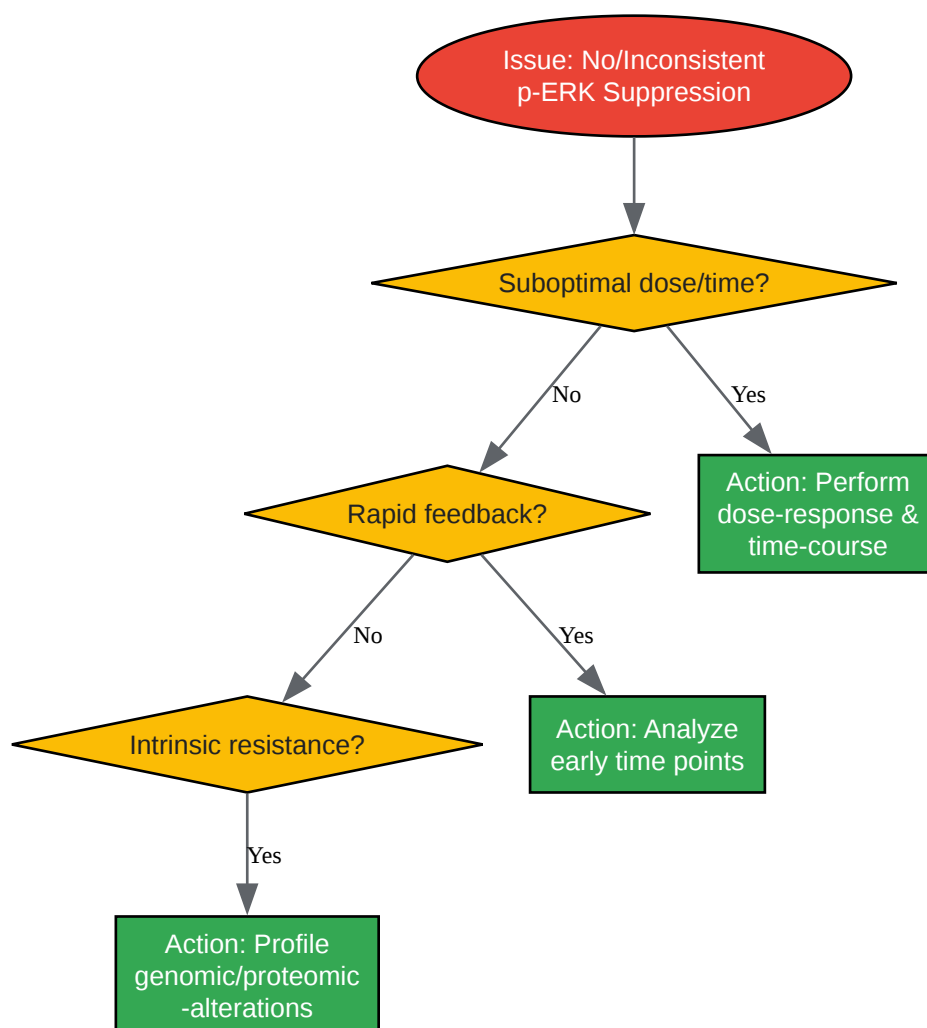 Issue: No/Inconsistent
p-ERK Suppression
Suboptimal dose/time?
No
Yes
Action: Perform
dose-response &
time-course
Rapid feedback?
No
Yes
Action: Analyze
early time points
Intrinsic resistance?
Yes
Action: Profile
genomic/proteomic
-alterations